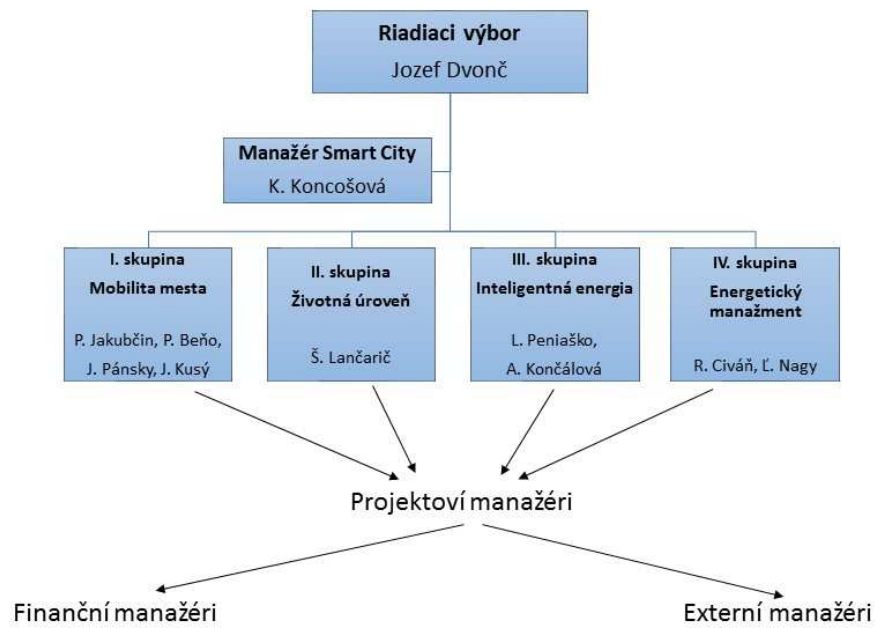 Riadiaci výbor
Jozef Dvonč
Manažér Smart City
K. Koncošová
I. skupina
Mobilita mesta
P. Jakubčin, P. Beňo,
J. Pánsky, J. Kusý
II. skupina
Životná úroveň
Š. Lančarič
III. skupina
Inteligentná energia
L. Peniaško,
A. Končálová
IV. skupina
Energetický
manažment
R. Civáň, Ľ. Nagy
Projektoví manažéri
Finanční manažéri
Externí manažéri